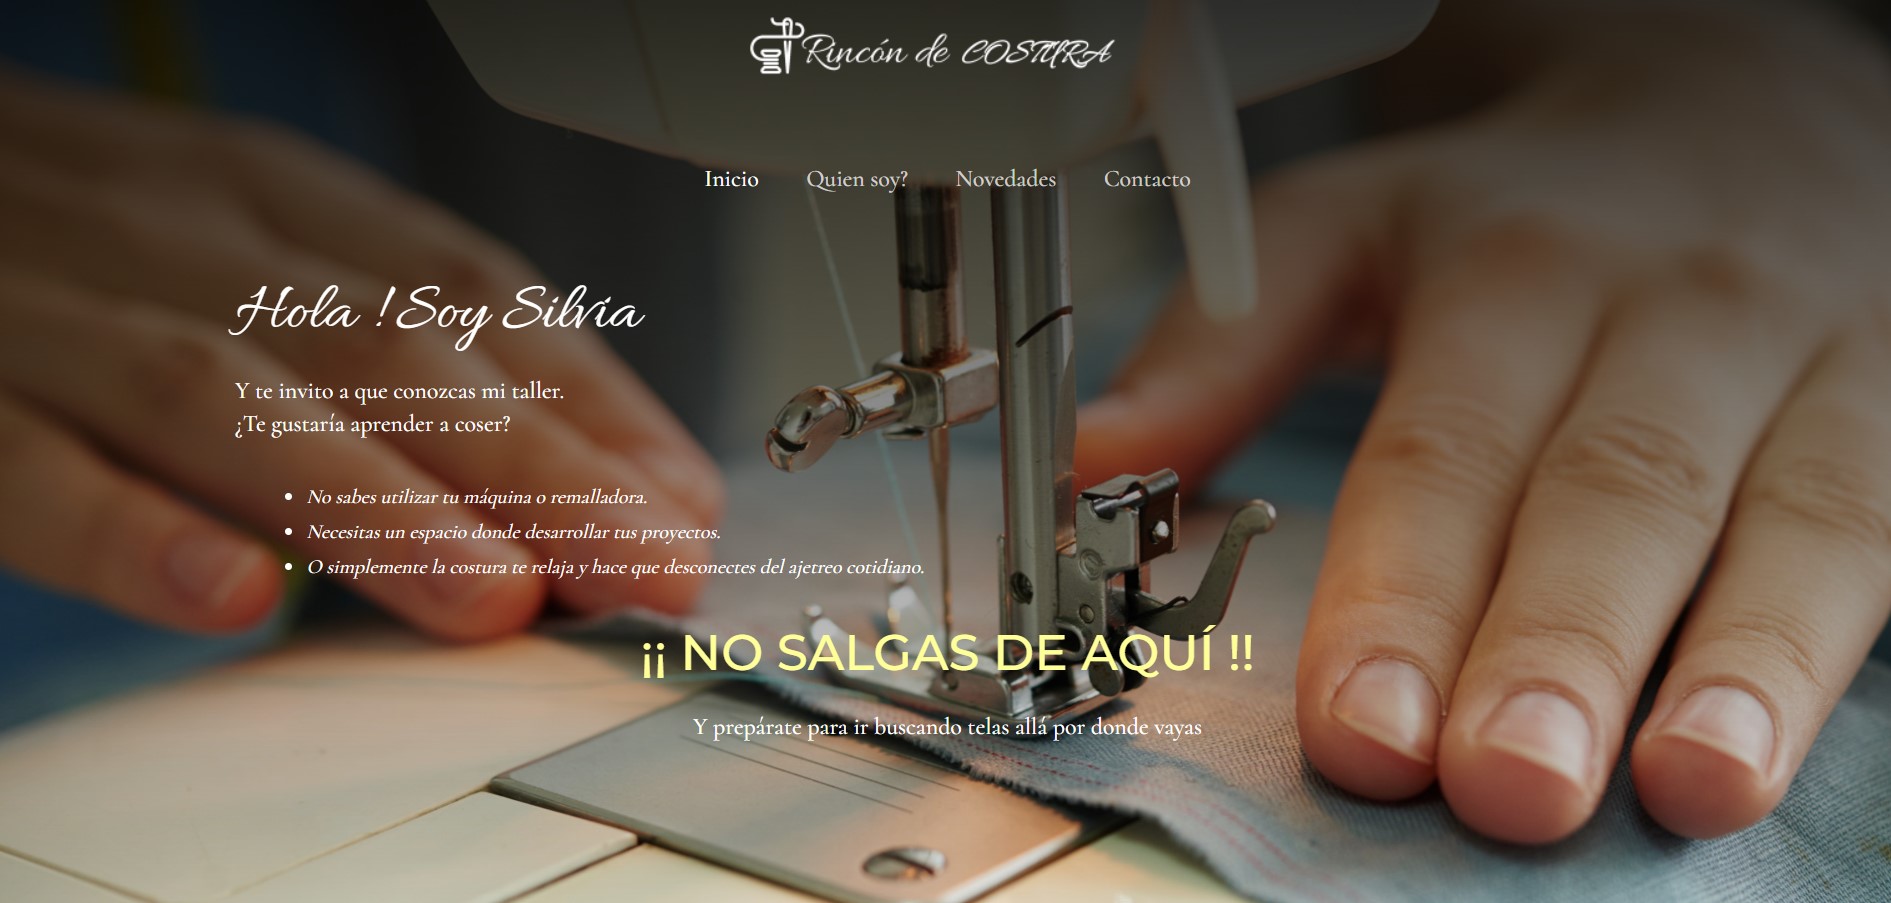 Rincón de COSTURA
Inicio Quien soy? Novedades Contacto
Hola ! Soy Silvia
Y te invito a que conozcas mi taller.
¿Te gustaría aprender a coser?
No sabes utilizar tu máquina o remalladora.
Necesitas un espacio donde desarrollar tus proyectos.
O simplemente la costura te relaja y hace que desconectes del ajetreo cotidiano.
¡¡ NO SALGAS DE AQUÍ !!
Y prepárate para ir buscando telas allá por donde vayas